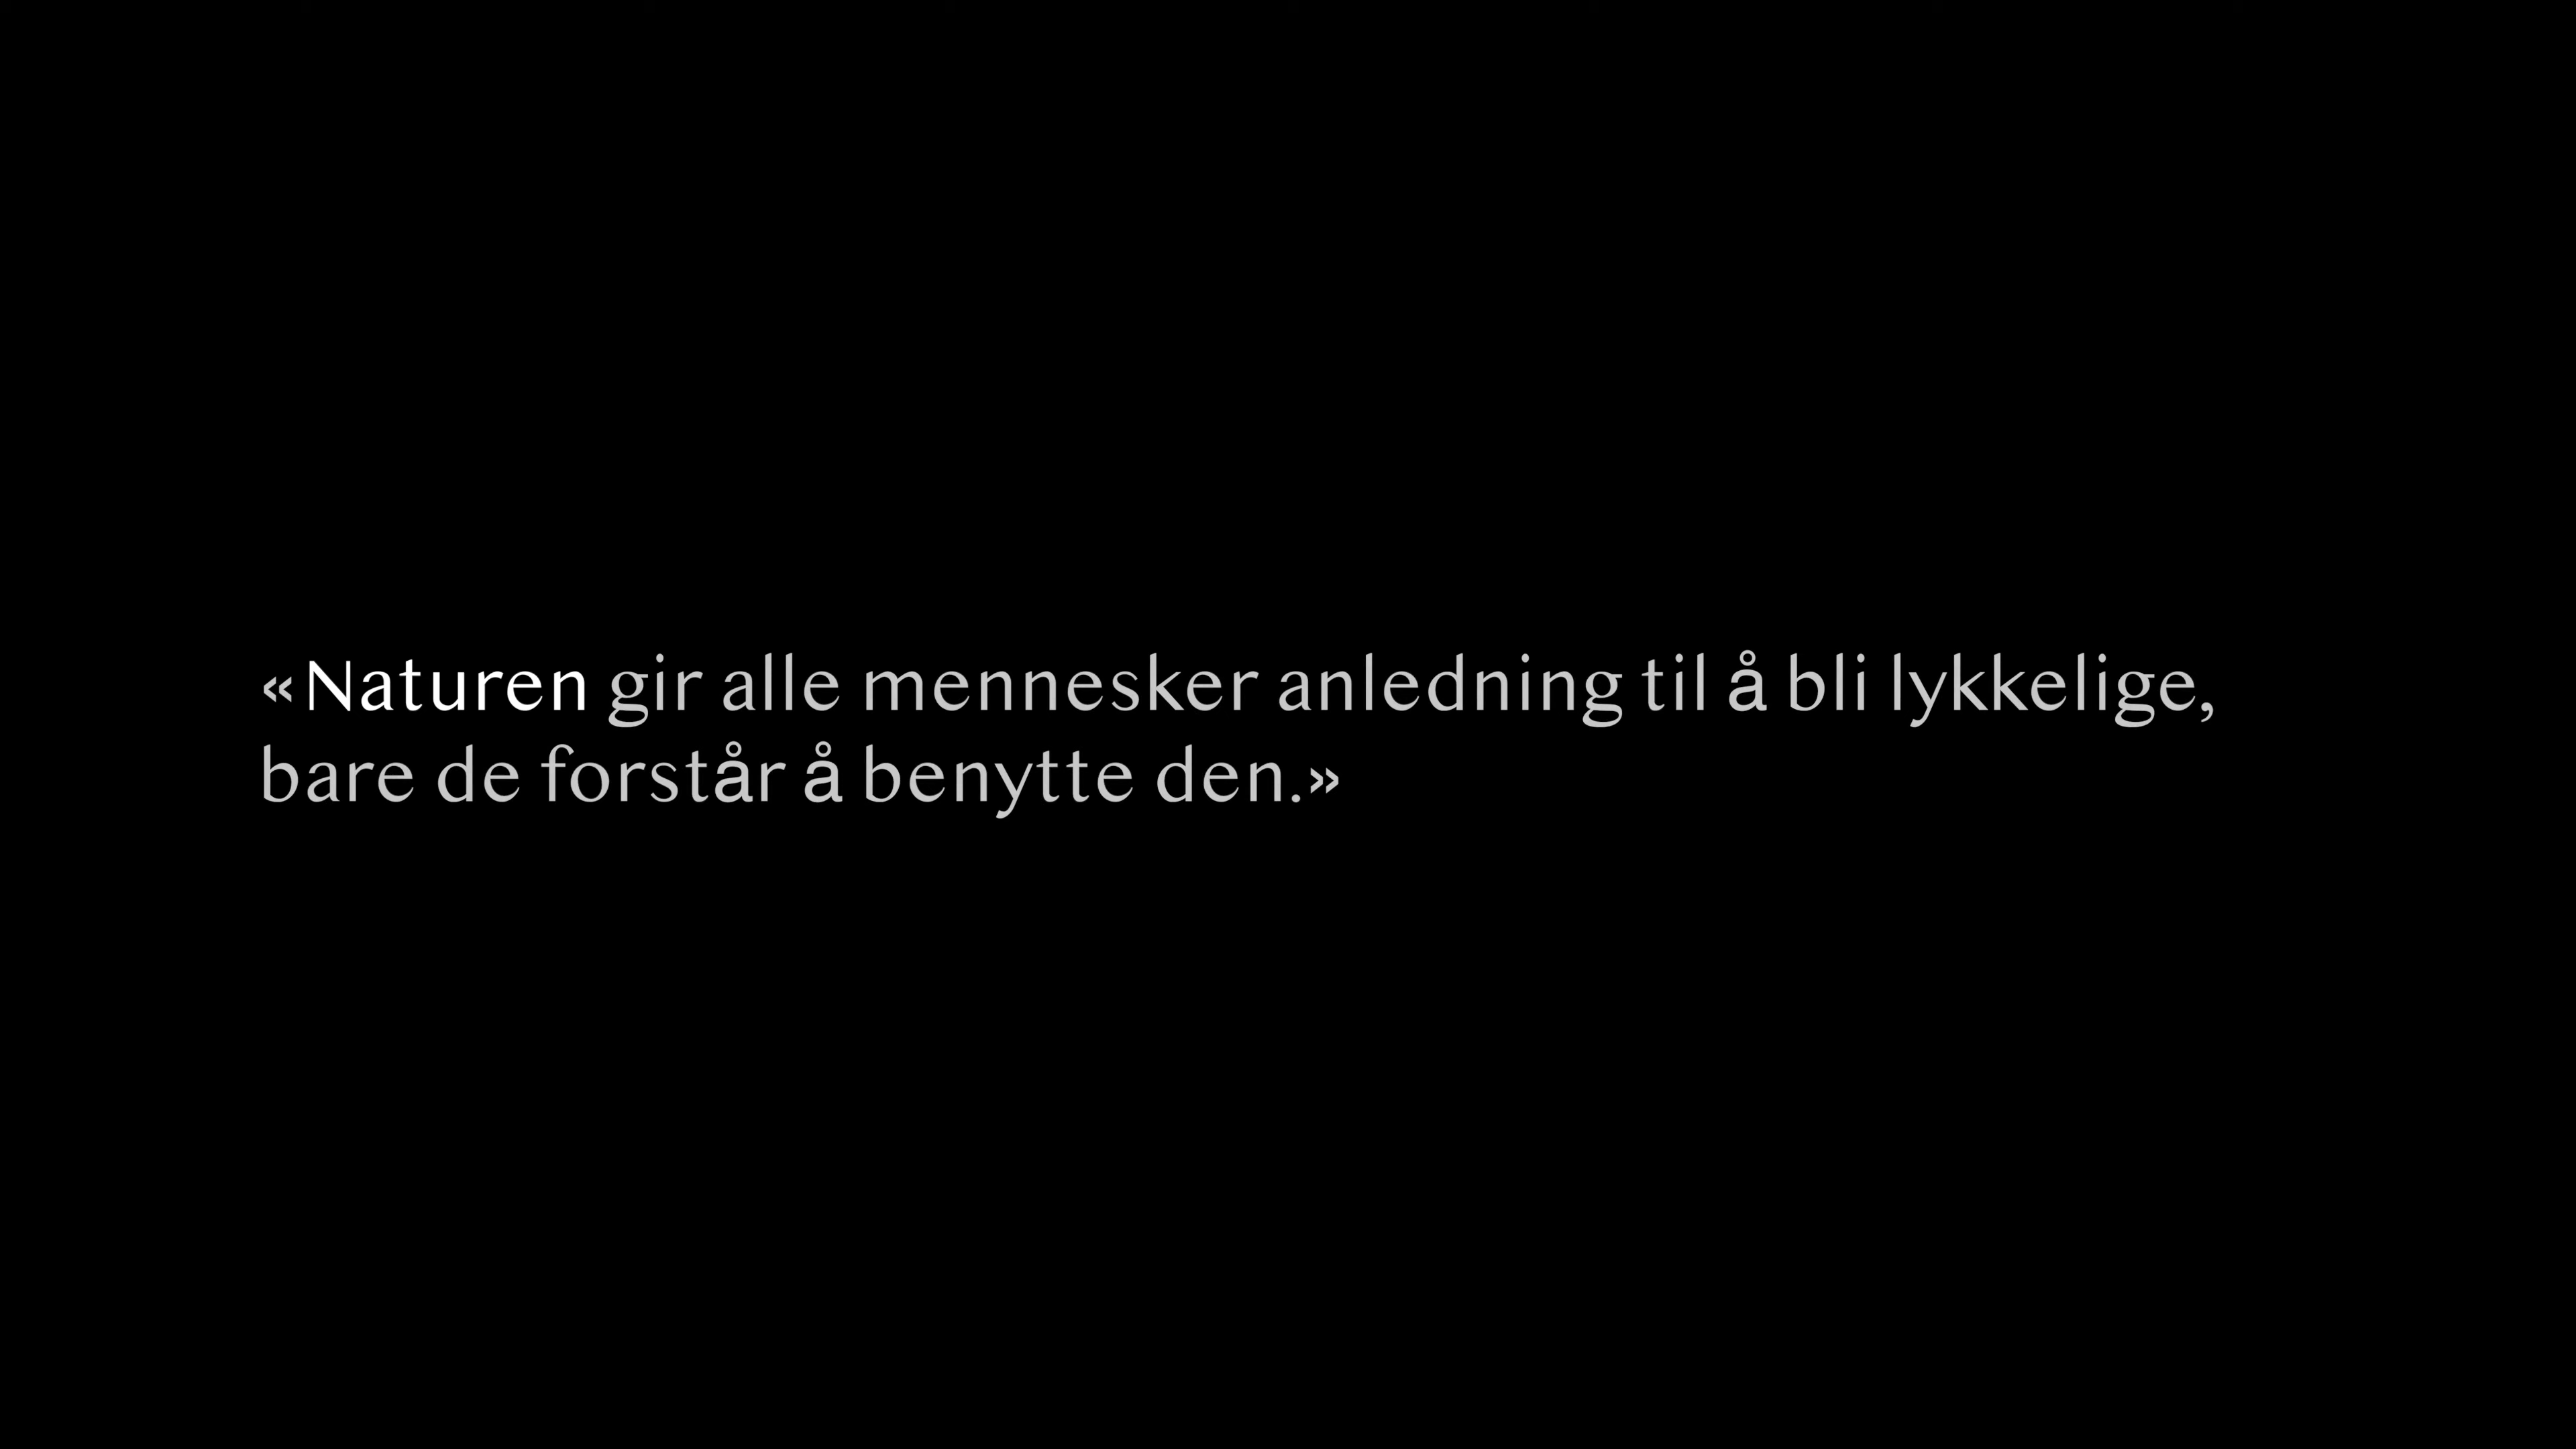 «Naturen gir alle mennesker anledning til å bli lykkelige,
bare de forstår å benytte den.»